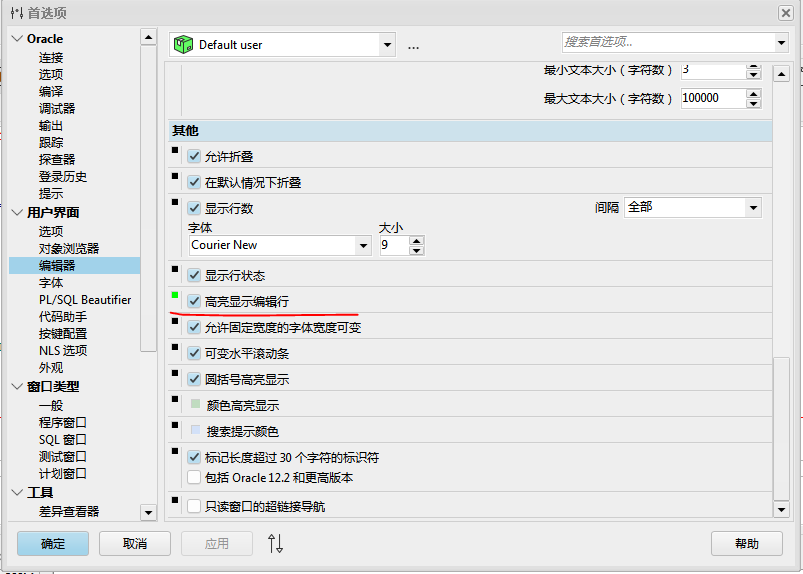 首选项
Oracle
连接
选项
编译
调试器
输出
跟踪
探查器
登录历史
提示
用户界面
选项
对象浏览器
编辑器
字体
PL/SQL Beautifier
代码助手
按键配置
NLS 选项
外观
窗口类型
一般
程序窗口
SQL 窗口
测试窗口
计划窗口
工具
差异查看器
Default user
...
搜索首选项..
最小文本大小（字符数） 3
最大文本大小（字符数） 100000
其他
允许折叠
在默认情况下折叠
显示行数 间隔 全部
字体 大小
Courier New 9
显示行状态
高亮显示编辑行
允许固定宽度的字体宽度可变
可变水平滚动条
圆括号高亮显示
颜色高亮显示
搜索提示颜色
标记长度超过 30 个字符的标识符
包括 Oracle 12.2 和更高版本
只读窗口的超链接导航
确定 取消 应用 帮助